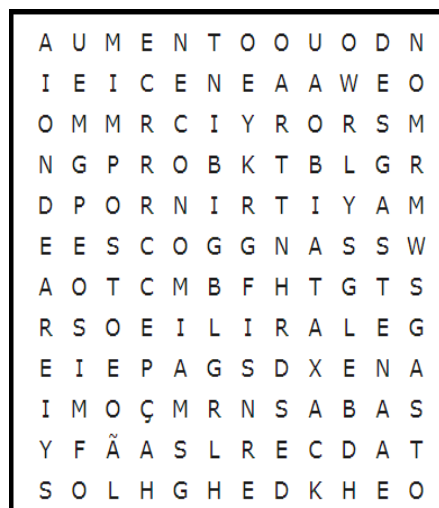 A U M E N T O O U O D N
I E I C E N E A A W E O
O M M R C I Y R O R S M
N G P R O B K T B L G R
D P O R N I R T I Y A M
E E S C O G G N A S S W
A O T C M B F H T G T S
R S O E I L I R A L E G
E I E P A G S D X E N A
I M O Ç M R N S A B A S
Y F Ã A S L R E C D A T
S O L H G H E D K H E O